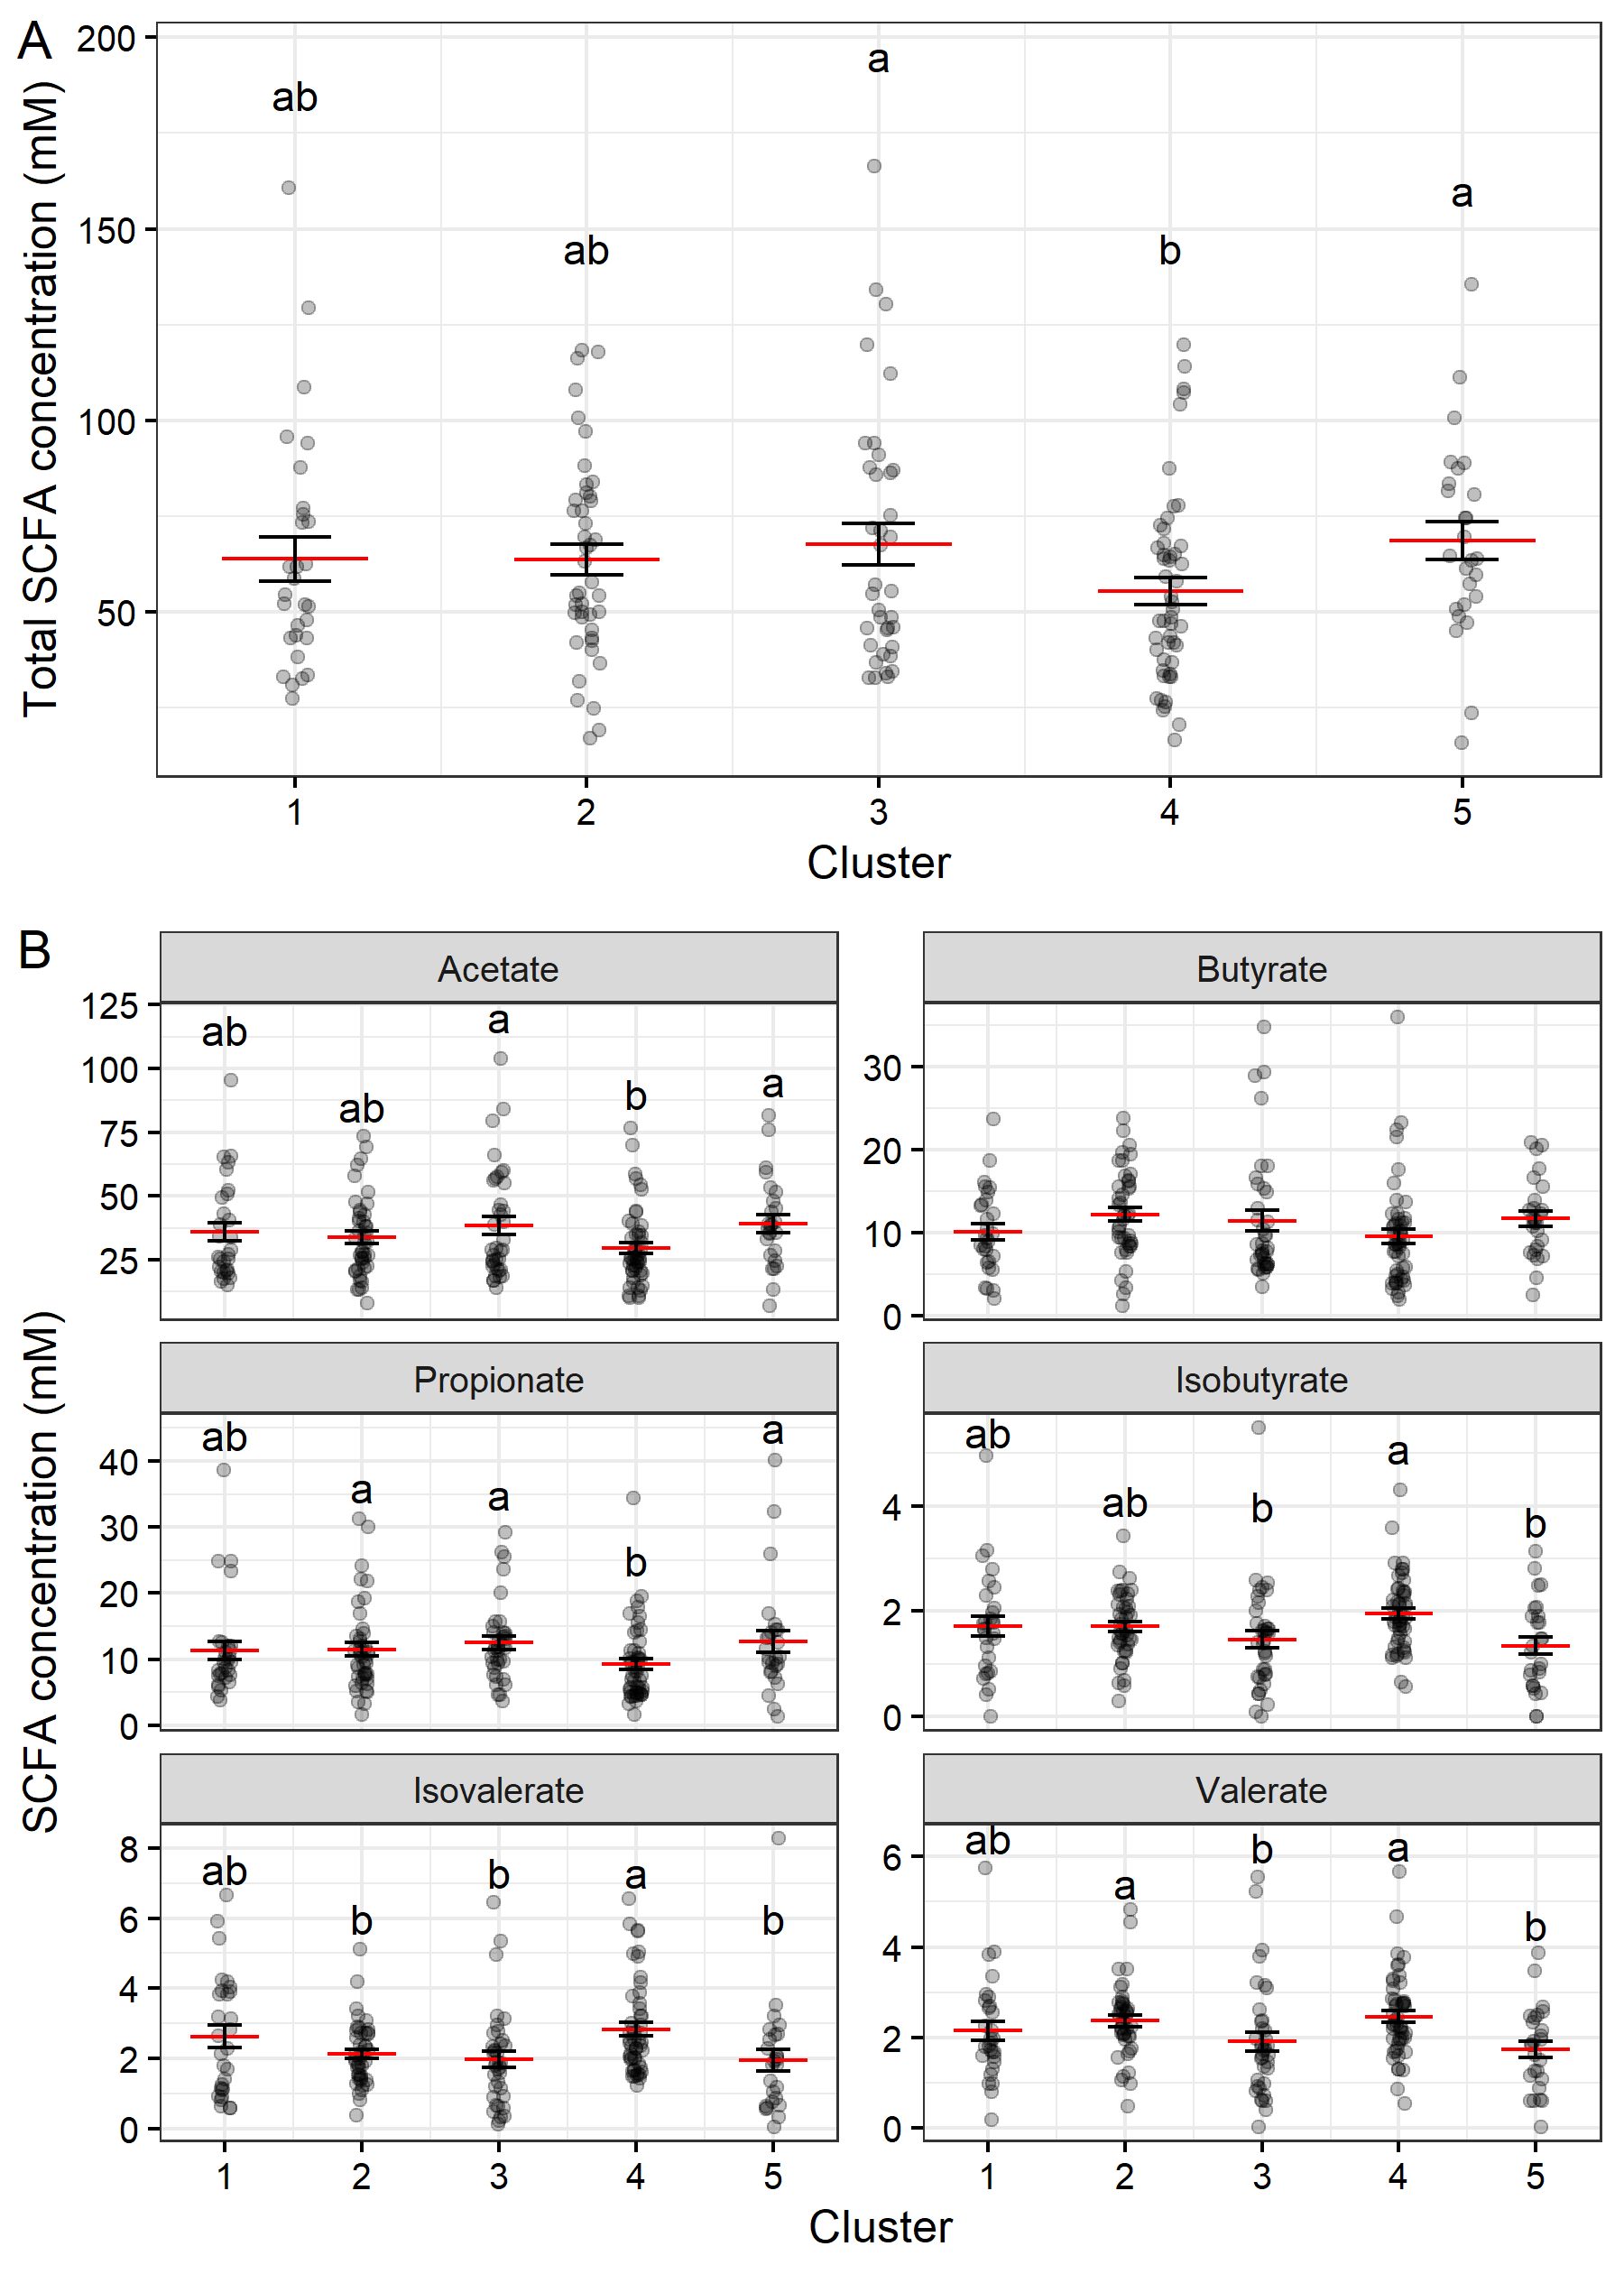 A
Total SCFA concentration (mM)
200
150
100
50
ab
ab
a
b
a
1 2 3 4 5
Cluster
B
SCFA concentration (mM)
Acetate
125
100
75
50
25
ab
ab
a
b
a
Butyrate
30
20
10
0
Propionate
40
30
20
10
0
ab
a
a
b
a
Isobutyrate
4
2
0
ab
ab
b
a
b
Isovalerate
8
6
4
2
0
ab
b
b
a
b
1 2 3 4 5
Valerate
6
4
2
0
ab
a
b
a
b
1 2 3 4 5
Cluster